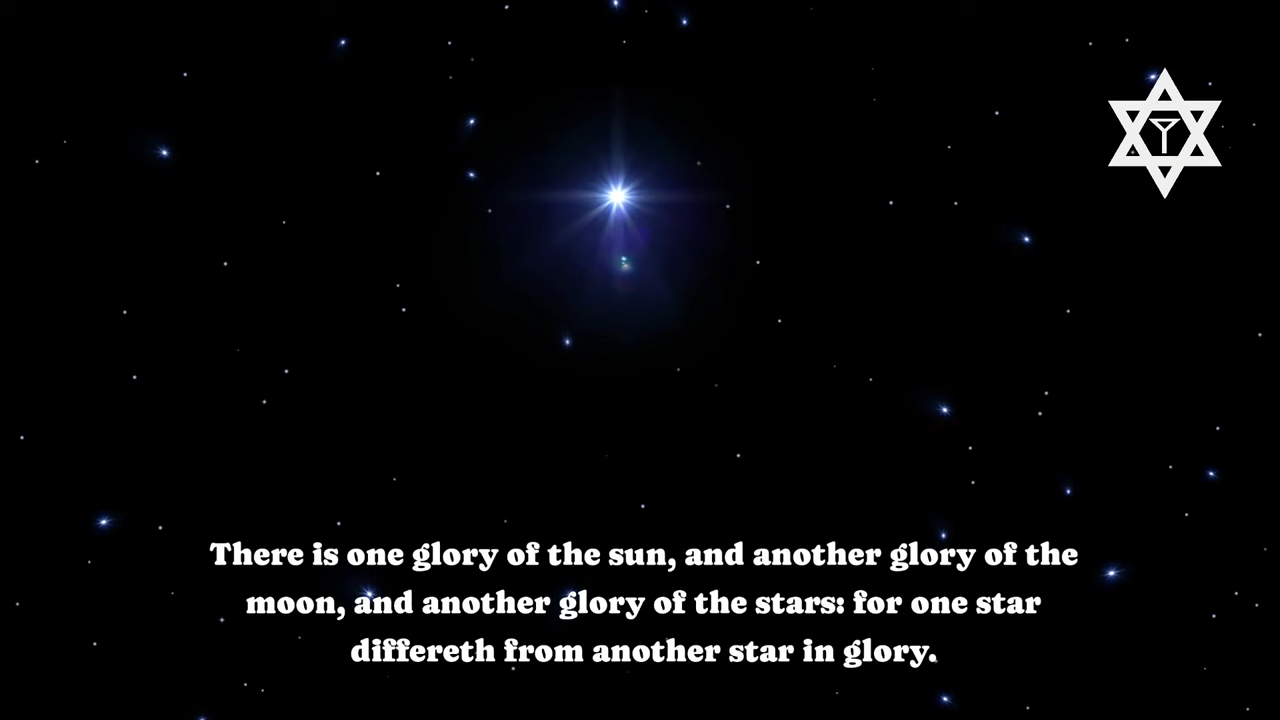 There is one glory of the sun, and another glory of the
moon, and another glory of the stars: for one star
differeth from another star in glory.